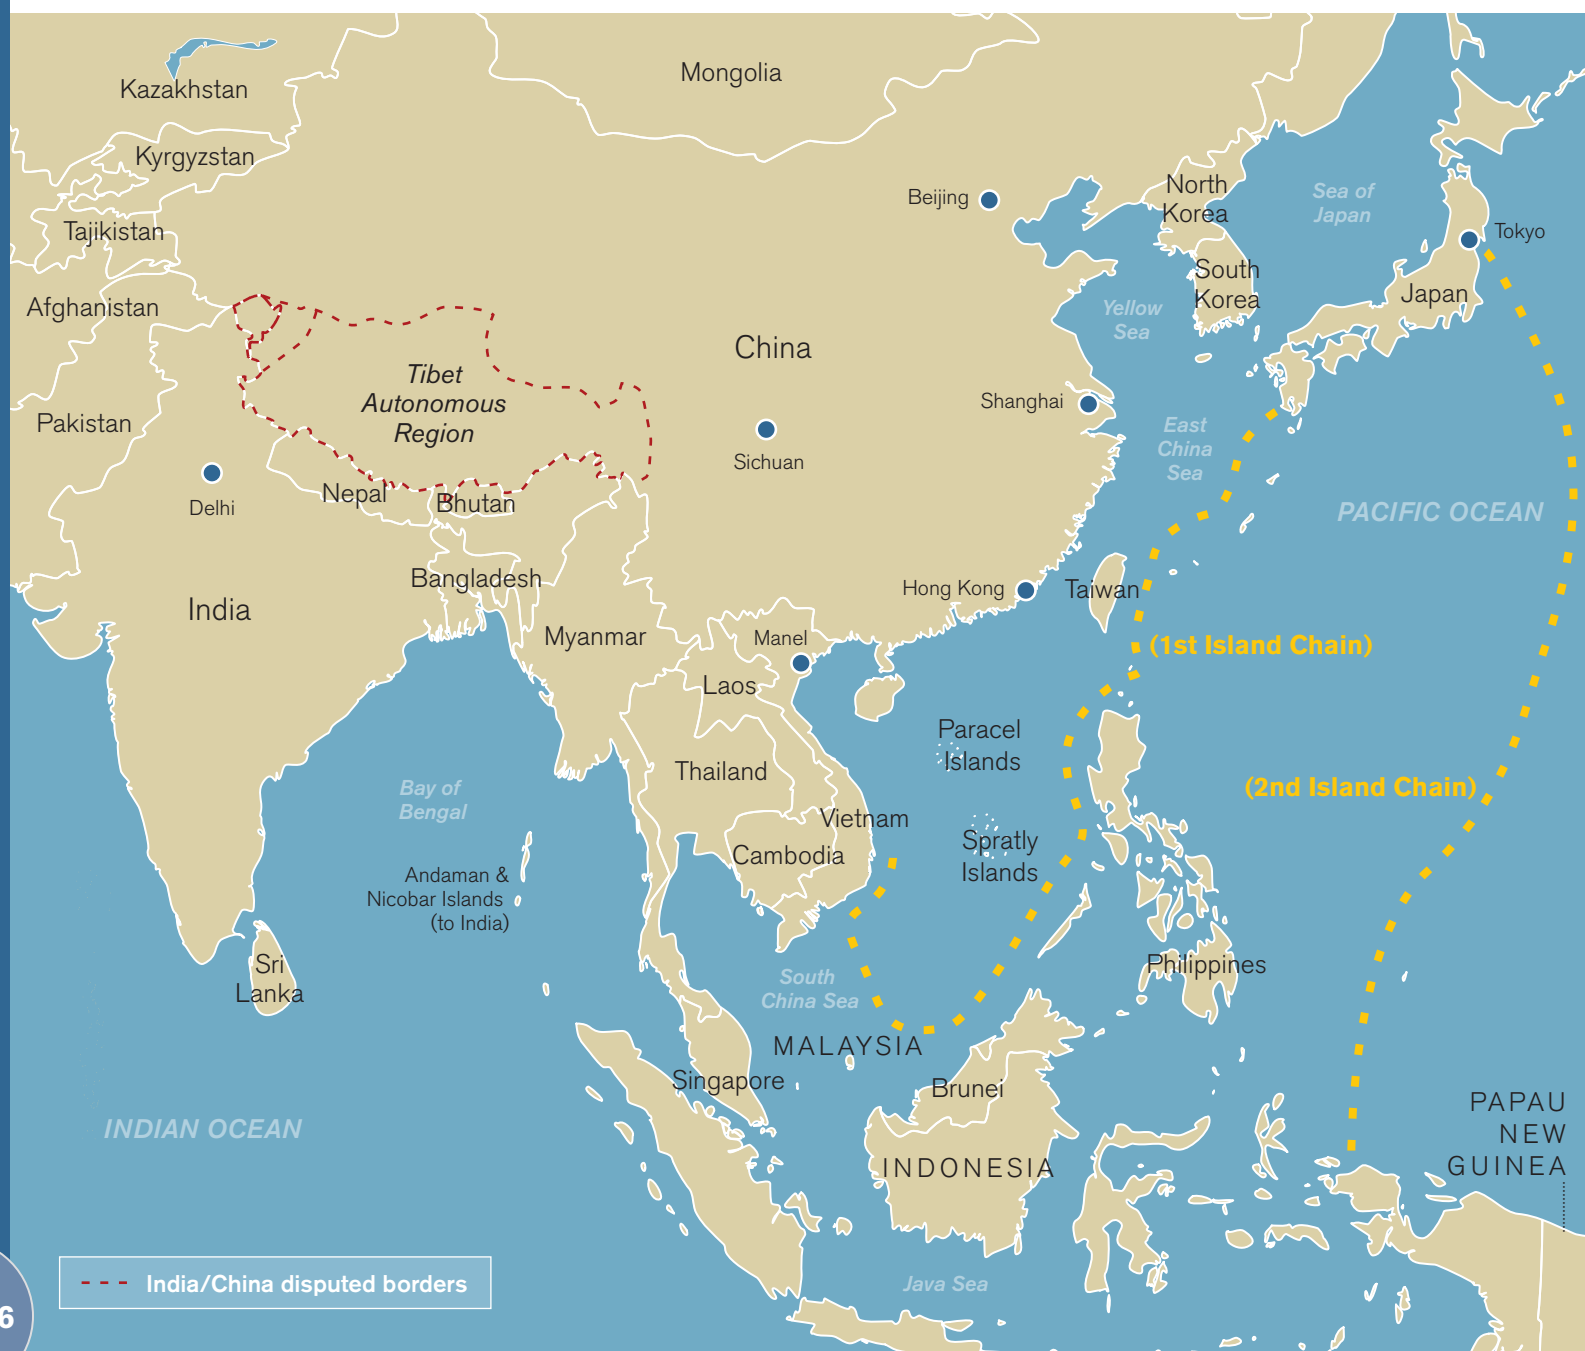 Mongolia
Kazakhstan
Kyrgyzstan
Tajikistan
Afghanistan
Pakistan
Beijing
North
Korea
Sea of
Japan
Tokyo
South
Korea
Japan
Yellow
Sea
China
Tibet
Autonomous
Region
Shanghai
East
China
Sea
Sichuan
Delhi
Nepal
Bhutan
PACIFIC OCEAN
Bangladesh
India
Hong Kong
Taiwan
Myanmar
Manel
(1st Island Chain)
Laos
Paracel
Islands
Thailand
(2nd Island Chain)
Bay of
Bengal
Vietnam
Cambodia
Spratly
Islands
Andaman &
Nicobar Islands
(to India)
Sri
Lanka
South
China Sea
Philippines
MALAYSIA
Singapore
Brunei
INDIAN OCEAN
PAPAU
NEW
GUINEA
INDONESIA
India/China disputed borders
Java Sea
6